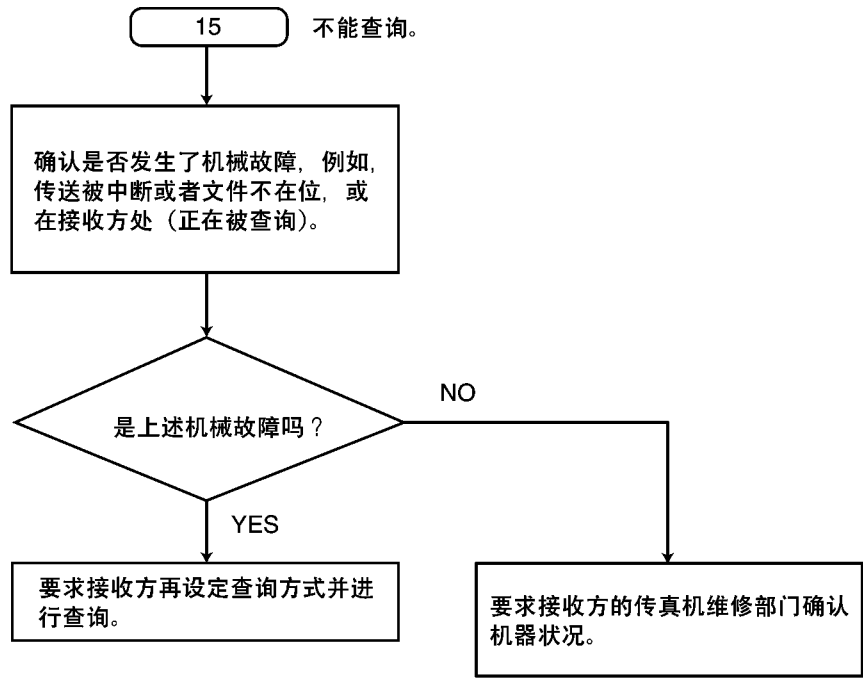 15 不能查询。
确认是否发生了机械故障, 例如,
传送被中断或者文件不在位, 或
在接收方处 (正在被查询)。
是上述机械故障吗？
NO
YES
要求接收方再设定查询方式并进
行查询。
要求接收方的传真机维修部门确认
机器状况。